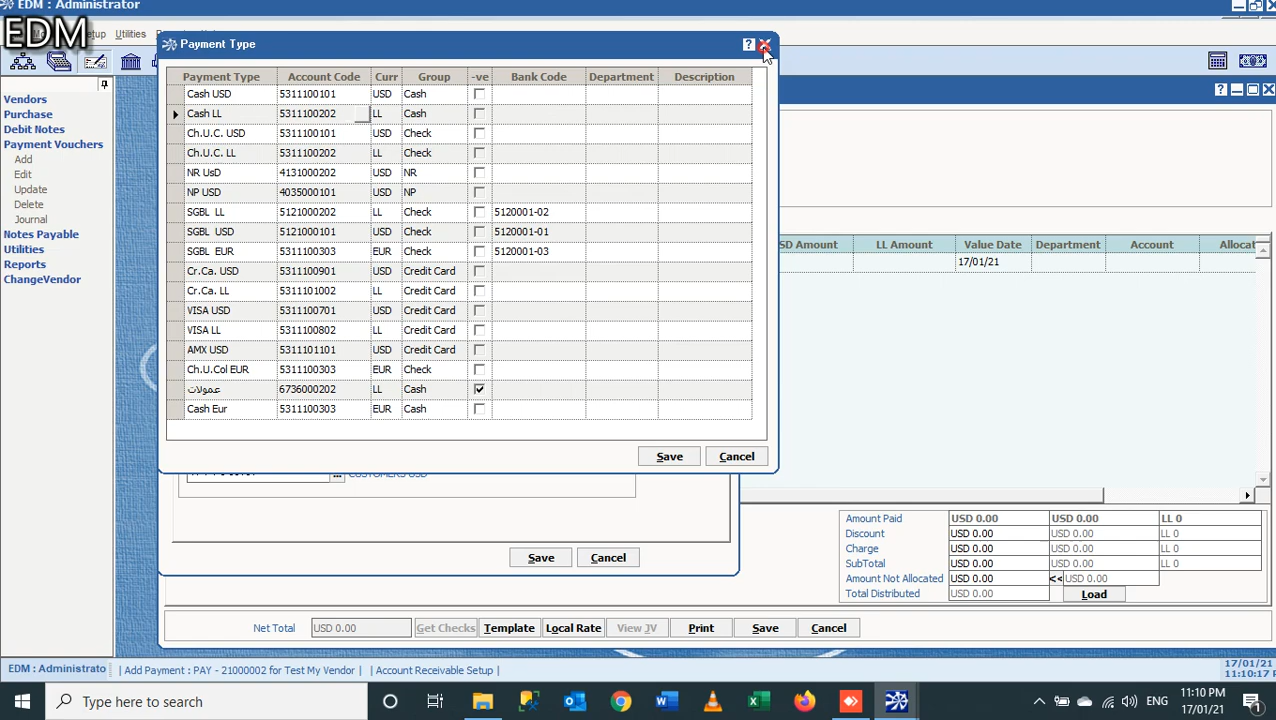 EDM : Administrator
EDM
Setup Utilities
Payment Type
Payment Type Account Code Curr Group -ve Bank Code Department Description
Cash USD 5311100101 USD Cash
Cash LL 5311100202 LL Cash
Ch.U.C. USD 5311100101 USD Check
Ch.U.C. LL 5311100202 LL Check
NR UsD 4131000202 USD NR
NP USD 4035000101 USD NP
SGBL LL 5121000202 LL Check 5120001-02
SGBL USD 5121000101 USD Check 5120001-01
SGBL EUR 5311100303 EUR Check 5120001-03
Cr.Ca. USD 5311100901 USD Credit Card
Cr.Ca. LL 5311101002 LL Credit Card
VISA USD 5311100701 USD Credit Card
VISA LL 5311100802 LL Credit Card
AMX USD 5311101101 USD Credit Card
Ch.U.Col EUR 5311100303 EUR Check
عمولات 6736000202 LL Cash
Cash Eur 5311100303 EUR Cash
Save Cancel
Vendors
Purchase
Debit Notes
Payment Vouchers
Add
Edit
Update
Delete
Journal
Notes Payable
Utilities
Reports
ChangeVendor
SD Amount LL Amount Value Date Department Account Allocat
17/01/21
CUSTOMERS USD
Save Cancel
Amount Paid USD 0.00 USD 0.00 LL 0
Discount USD 0.00 USD 0.00 LL 0
Charge USD 0.00 USD 0.00 LL 0
SubTotal USD 0.00 USD 0.00 LL 0
Amount Not Allocated USD 0.00 << USD 0.00
Total Distributed USD 0.00 Load
Net Total USD 0.00 Get Checks Template Local Rate View JV Print Save Cancel
EDM : Administrato | Add Payment : PAY - 21000002 for Test My Vendor | | Account Receivable Setup |
17/01/21
11:10:17
Type here to search
ENG
11:10 PM
17/01/21